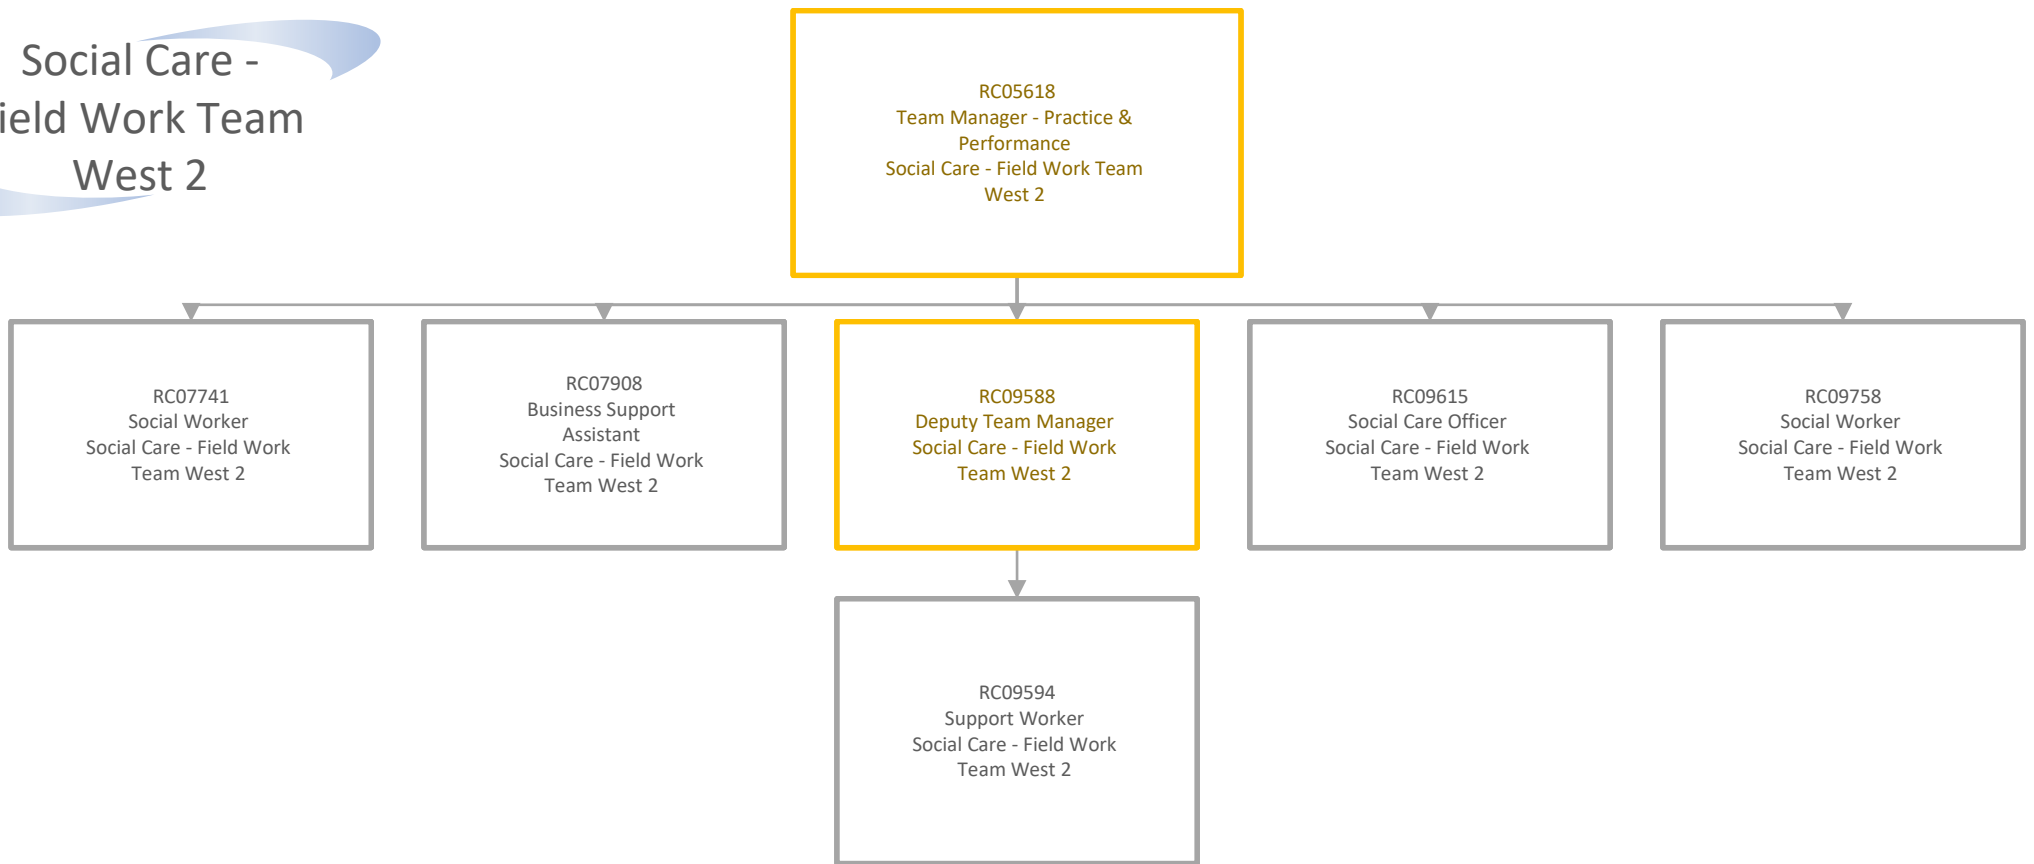 Social Care -
ield Work Team
West 2
RC05618
Team Manager - Practice &
Performance
Social Care - Field Work Team
West 2
RC07741
Social Worker
Social Care - Field Work
Team West 2
RC07908
Business Support
Assistant
Social Care - Field Work
Team West 2
RC09588
Deputy Team Manager
Social Care - Field Work
Team West 2
RC09615
Social Care Officer
Social Care - Field Work
Team West 2
RC09758
Social Worker
Social Care - Field Work
Team West 2
RC09594
Support Worker
Social Care - Field Work
Team West 2